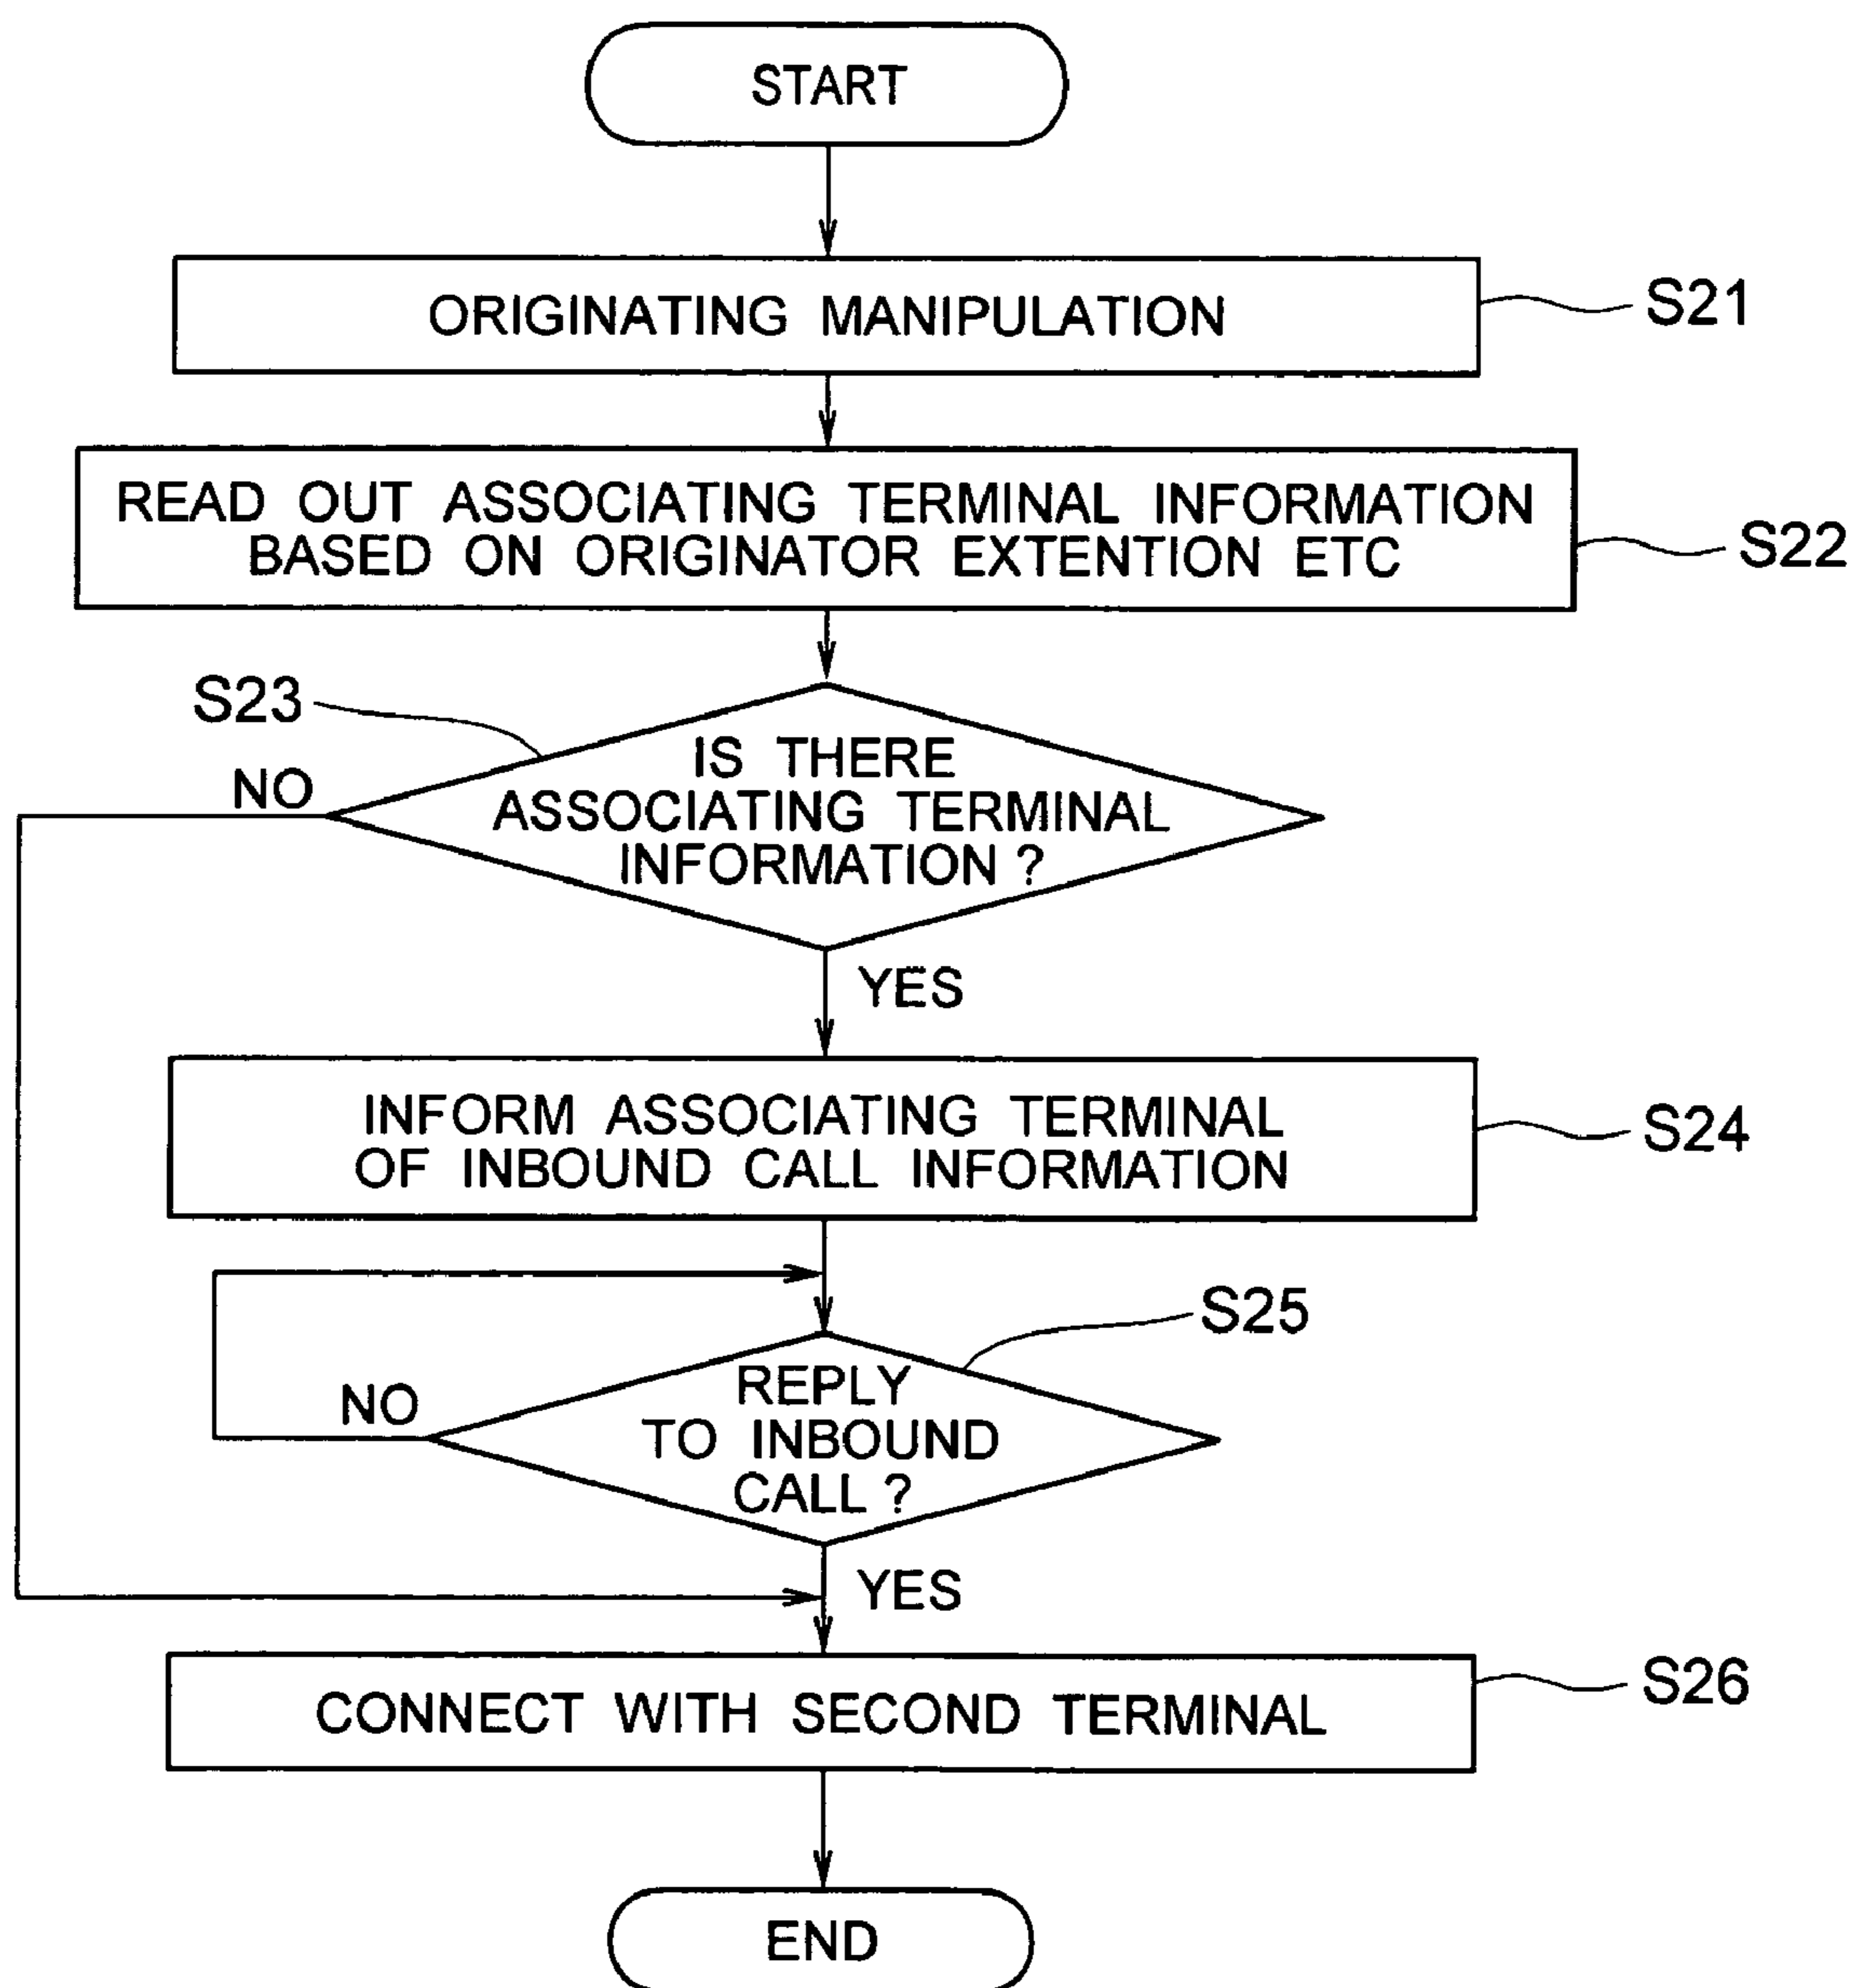 START
ORIGINATING MANIPULATION
S21
READ OUT ASSOCIATING TERMINAL INFORMATION
BASED ON ORIGINATOR EXTENTION ETC
S22
S23
NO
IS THERE
ASSOCIATING TERMINAL
INFORMATION ?
YES
INFORM ASSOCIATING TERMINAL
OF INBOUND CALL INFORMATION
S24
S25
NO
REPLY
TO INBOUND
CALL ?
YES
CONNECT WITH SECOND TERMINAL
S26
END